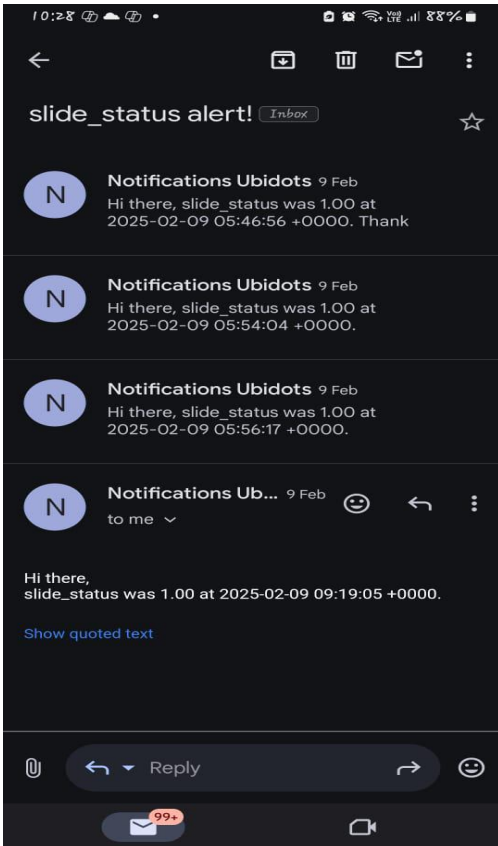 10:28
88%
slide_status alert! Inbox
N
Notifications Ubidots 9 Feb
Hi there, slide_status was 1.00 at
2025-02-09 05:46:56 +0000. Thank
N
Notifications Ubidots 9 Feb
Hi there, slide_status was 1.00 at
2025-02-09 05:54:04 +0000.
N
Notifications Ubidots 9 Feb
Hi there, slide_status was 1.00 at
2025-02-09 05:56:17 +0000.
N
Notifications Ub... 9 Feb
to me
Hi there,
slide_status was 1.00 at 2025-02-09 09:19:05 +0000.
Show quoted text
Reply
99+